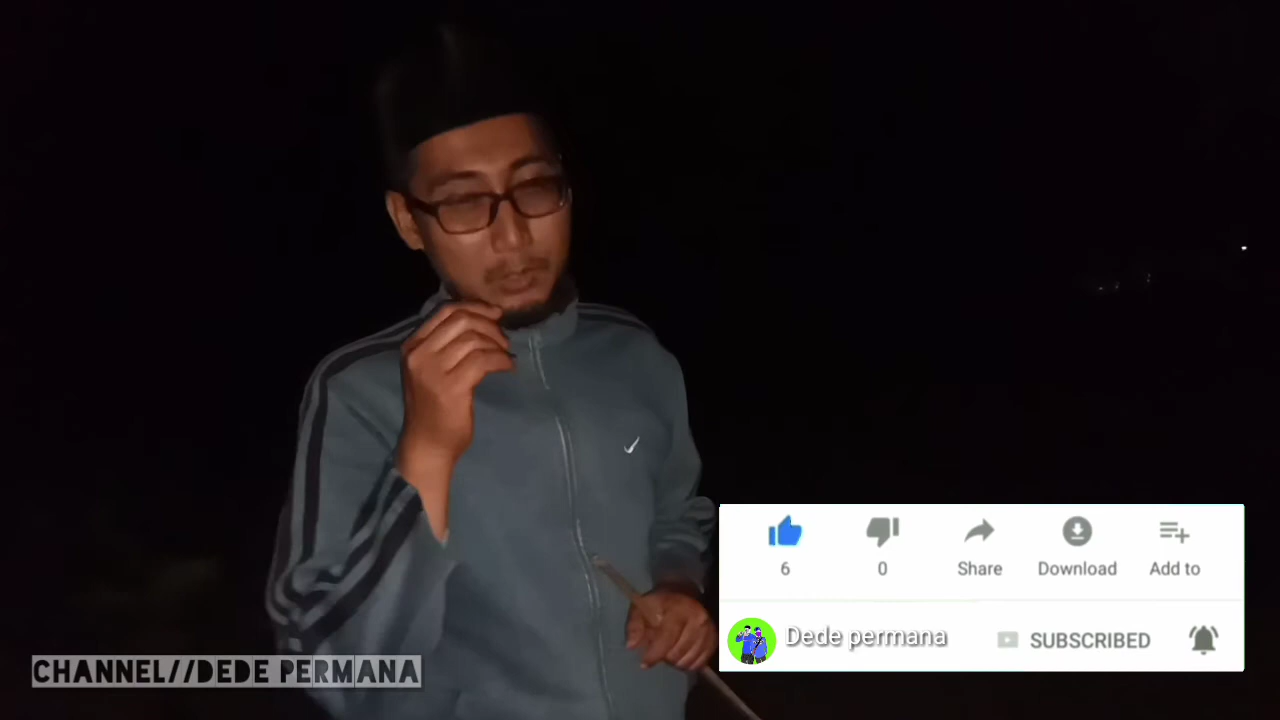 6
0
Share
Download
Add to
Dede permana
SUBSCRIBED
CHANNEL//DEDE PERMANA